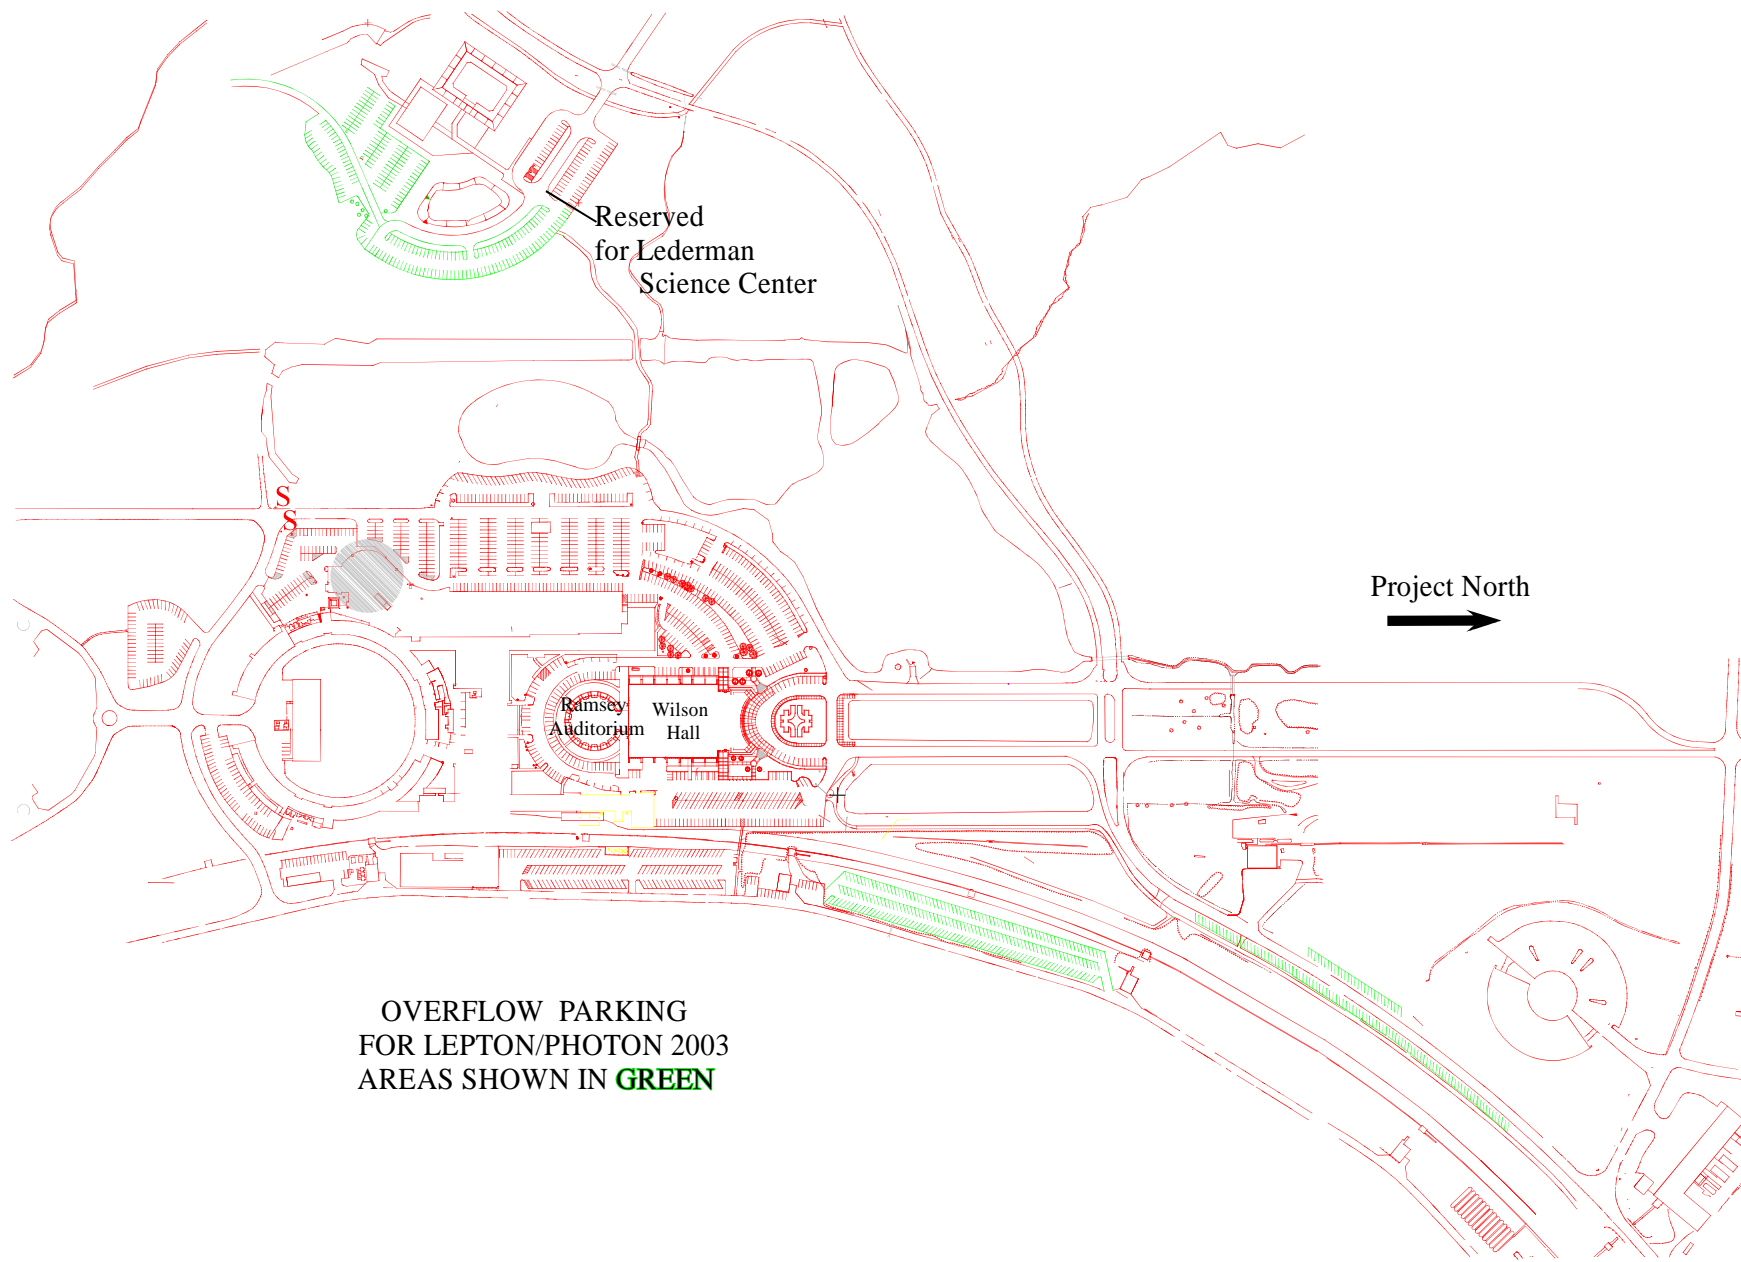 Reserved
for Lederman
Science Center
S
S
Project North
Ramsey
Auditorium
Wilson
Hall
OVERFLOW PARKING
FOR LEPTON/PHOTON 2003
AREAS SHOWN IN GREEN